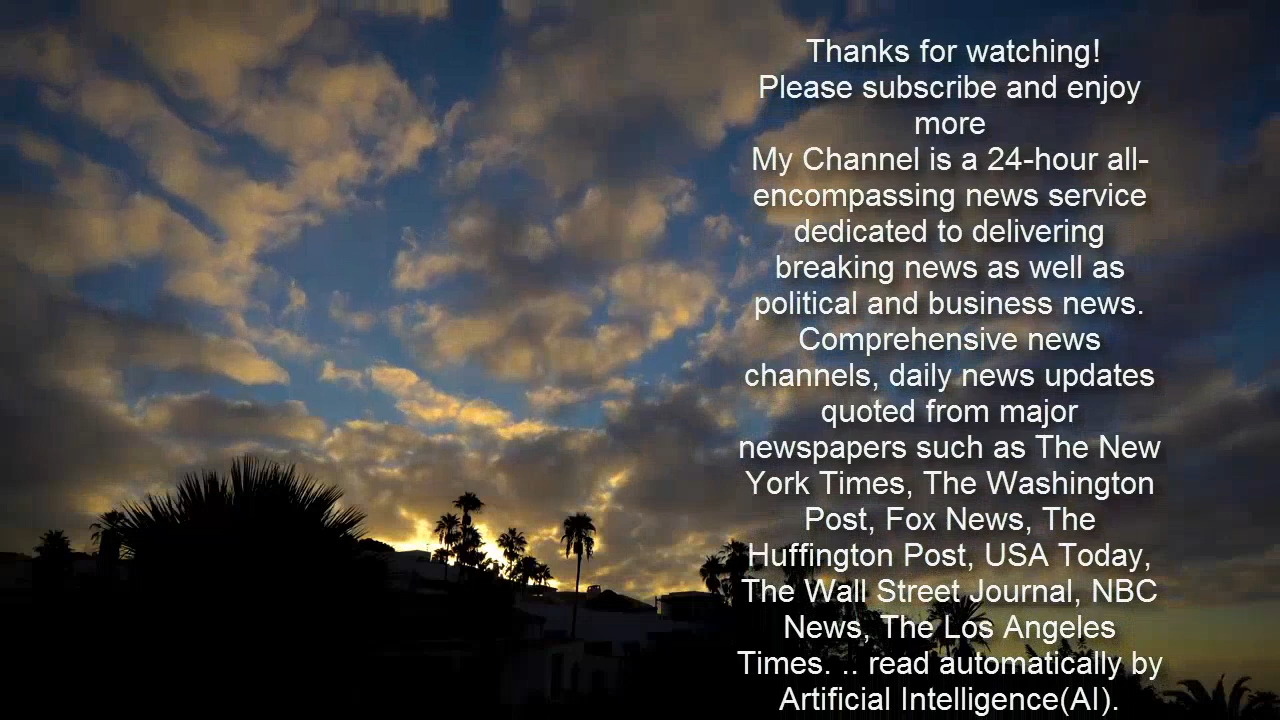 Thanks for watching!
Please subscribe and enjoy
more
My Channel is a 24-hour all-
encompassing news service
dedicated to delivering
breaking news as well as
political and business news.
Comprehensive news
channels, daily news updates
quoted from major
newspapers such as The New
York Times, The Washington
Post, Fox News, The
Huffington Post, USA Today,
The Wall Street Journal, NBC
News, The Los Angeles
Times. .. read automatically by
Artificial Intelligence(AI).